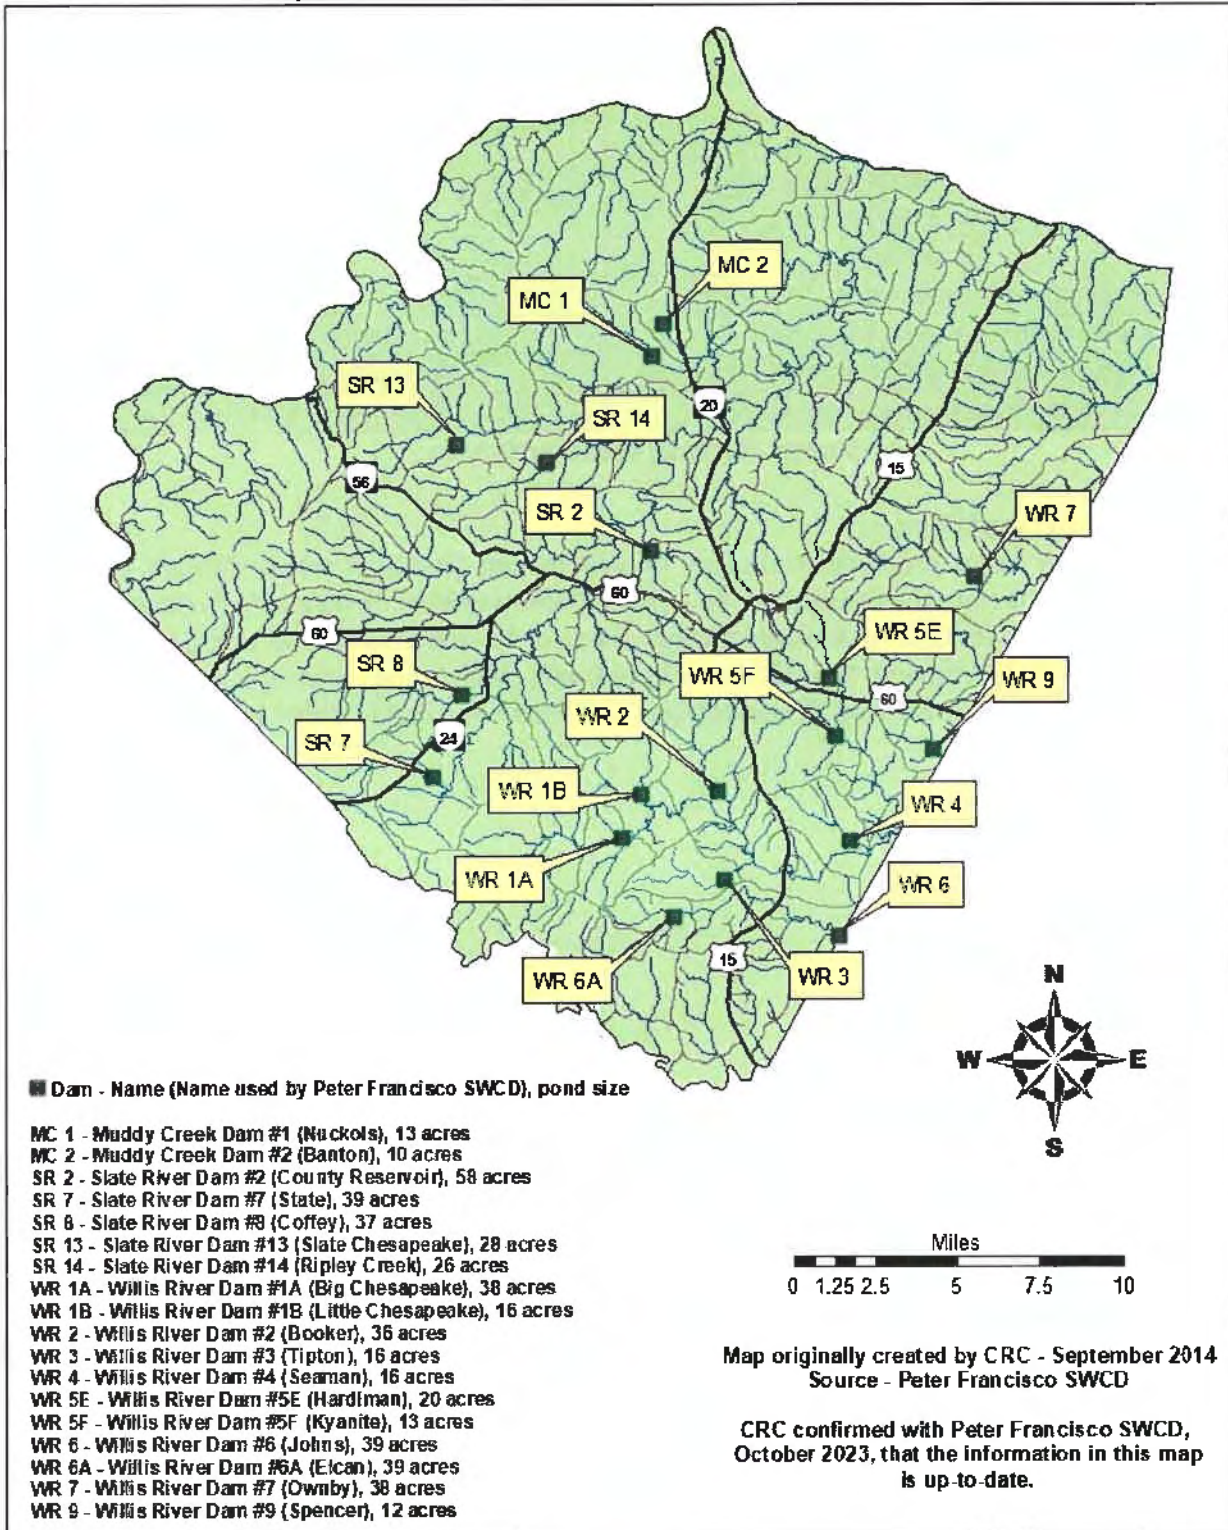 MC 2
MC 1
SR 13
SR 14
20
15
56
SR 2
WR 7
60
60
WR 5E
SR 8
WR 5F
WR 9
60
WR 2
SR 7
24
WR 1B
WR 4
WR 1A
WR 6
WR 6A
15
WR 3
N
W E
S
Dam - Name (Name used by Peter Francisco SWCD), pond size
MC 1 - Muddy Creek Dam #1 (Nuckols), 13 acres
MC 2 - Muddy Creek Dam #2 (Banton), 10 acres
SR 2 - Slate River Dam #2 (County Reservoir), 58 acres
SR 7 - Slate River Dam #7 (State), 39 acres
SR 8 - Slate River Dam #8 (Coffey), 37 acres
SR 13 - Slate River Dam #13 (Slate Chesapeake), 28 acres
SR 14 - Slate River Dam #14 (Ripley Creek), 26 acres
WR 1A - Willis River Dam #1A (Big Chesapeake), 38 acres
WR 1B - Willis River Dam #1B (Little Chesapeake), 16 acres
WR 2 - Willis River Dam #2 (Booker), 36 acres
WR 3 - Willis River Dam #3 (Tipton), 16 acres
WR 4 - Willis River Dam #4 (Seaman), 16 acres
WR 5E - Willis River Dam #5E (Hardiman), 20 acres
WR 5F - Willis River Dam #5F (Kyanite), 13 acres
WR 6 - Willis River Dam #6 (Johns), 39 acres
WR 6A - Willis River Dam #6A (Elcan), 39 acres
WR 7 - Willis River Dam #7 (Ownby), 38 acres
WR 9 - Willis River Dam #9 (Spencer), 12 acres
Miles
0 1.25 2.5 5 7.5 10
Map originally created by CRC - September 2014
Source - Peter Francisco SWCD
CRC confirmed with Peter Francisco SWCD,
October 2023, that the information in this map
is up-to-date.